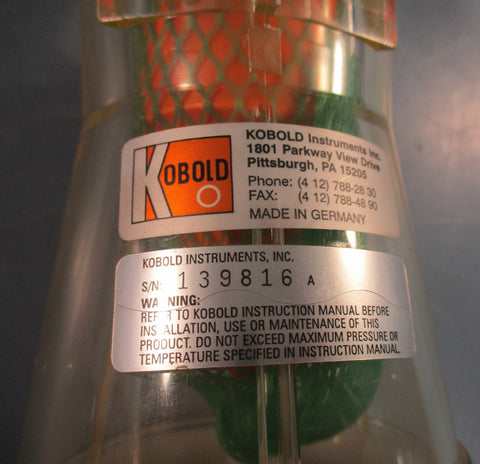 KOBOLD
KOBOLD Instruments Inc.
1801 Parkway View Drive
Pittsburgh, PA 15205
Phone: (4 12) 788-28 30
FAX: (4 12) 788-48 90
MADE IN GERMANY
KOBOLD INSTRUMENTS, INC.
S/N: 139816 A
WARNING:
REFER TO KOBOLD INSTRUCTION MANUAL BEFORE
INSTALLATION, USE OR MAINTENANCE OF THIS
PRODUCT. DO NOT EXCEED MAXIMUM PRESSURE OR
TEMPERATURE SPECIFIED IN INSTRUCTION MANUAL.